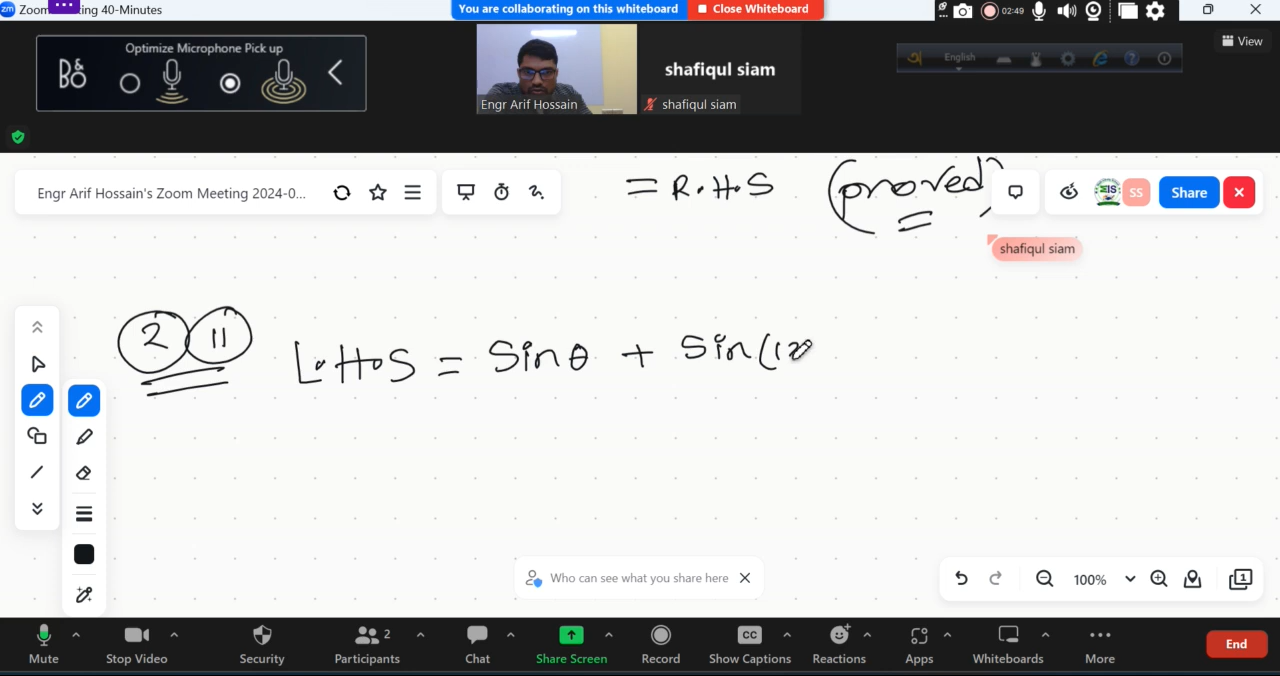 Zoom
ing 40-Minutes
You are collaborating on this whiteboard
Close Whiteboard
02:49
Optimize Microphone Pick up
B&O
Engr Arif Hossain
shafiqul siam
shafiqul siam
English
View
Engr Arif Hossain's Zoom Meeting 2024-0...
= R.H.S (proved)
SS
Share
shafiqul siam
2 11 L.H.S = Sinθ + Sin(12
Who can see what you share here
100%
1
Mute
Stop Video
Security
Participants 2
Chat
Share Screen
Record
CC
Show Captions
Reactions
Apps
Whiteboards
More
End